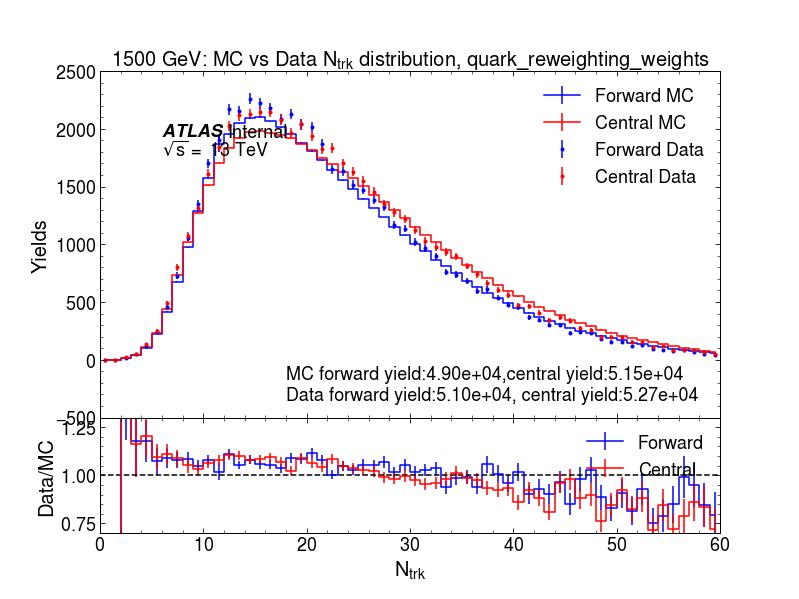 1500 GeV: MC vs Data N_trk distribution, quark_reweighting_weights
2500
2000
1500
1000
500
0
−500
Yields
ATLAS Internal
√s = 13 TeV
Forward MC
Central MC
Forward Data
Central Data
MC forward yield:4.90e+04,central yield:5.15e+04
Data forward yield:5.10e+04, central yield:5.27e+04
1.25
1.00
0.75
Data/MC
Forward
Central
0 10 20 30 40 50 60
N_trk